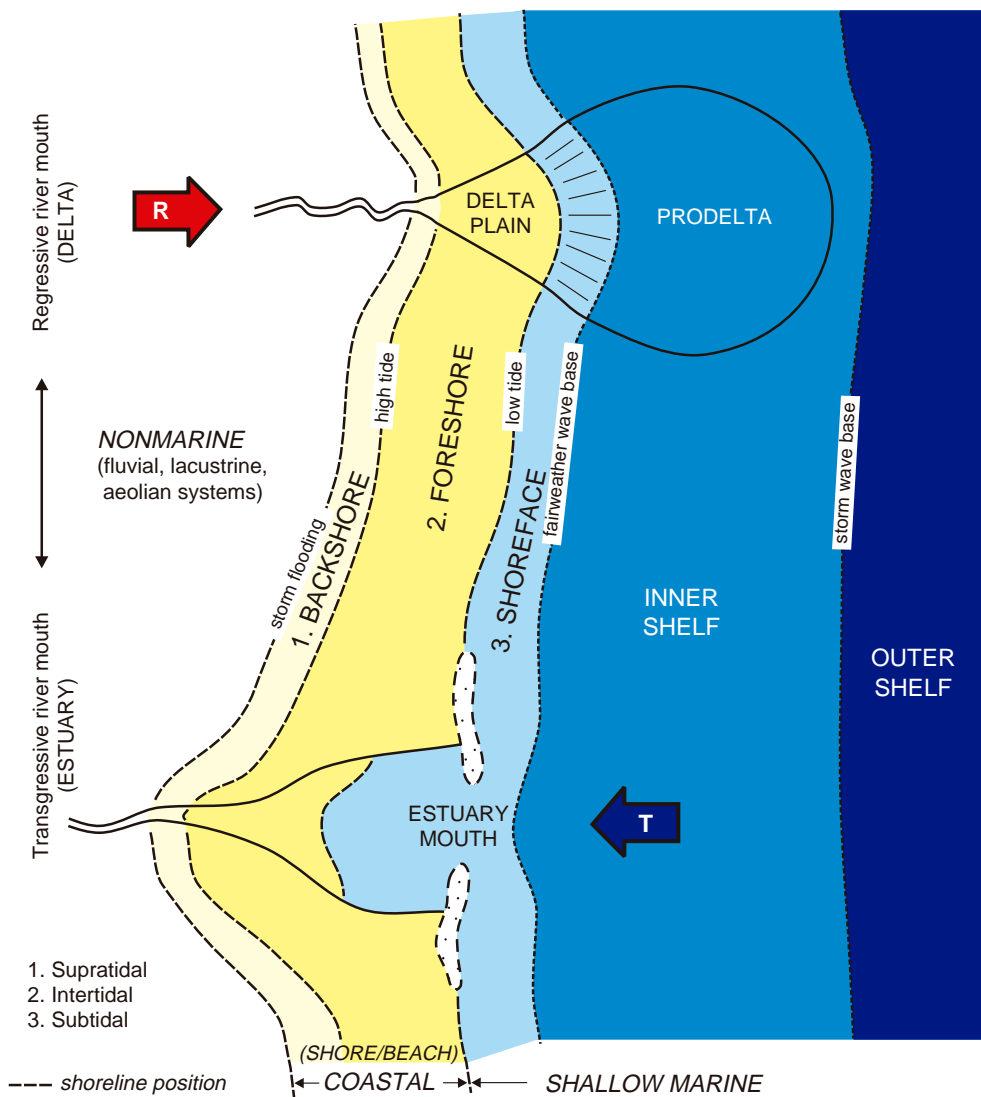 Regressive river mouth
(DELTA)
R
DELTA
PLAIN
PRODELTA
high tide
low tide
fairweather wave base
storm wave base
NONMARINE
(fluvial, lacustrine,
aeolian systems)
storm flooding
1. BACKSHORE
2. FORESHORE
3. SHOREFACE
INNER
SHELF
OUTER
SHELF
Transgressive river mouth
(ESTUARY)
ESTUARY
MOUTH
T
1. Supratidal
2. Intertidal
3. Subtidal
shoreline position
(SHORE/BEACH)
COASTAL
SHALLOW MARINE